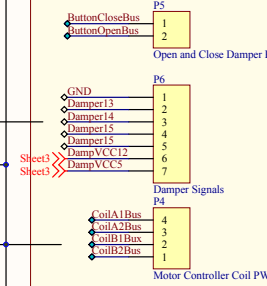 P5
ButtonCloseBus 1
ButtonOpenBus 2
Open and Close Damper
P6
GND 1
Damper13 2
Damper14 3
Damper15 4
Damper15 5
Sheet3 DampVCC12 6
Sheet3 DampVCC5 7
Damper Signals
P4
CoilA1Bus 4
CoilA2Bus 3
CoilB1Bux 2
CoilB2Bus 1
Motor Controller Coil PW